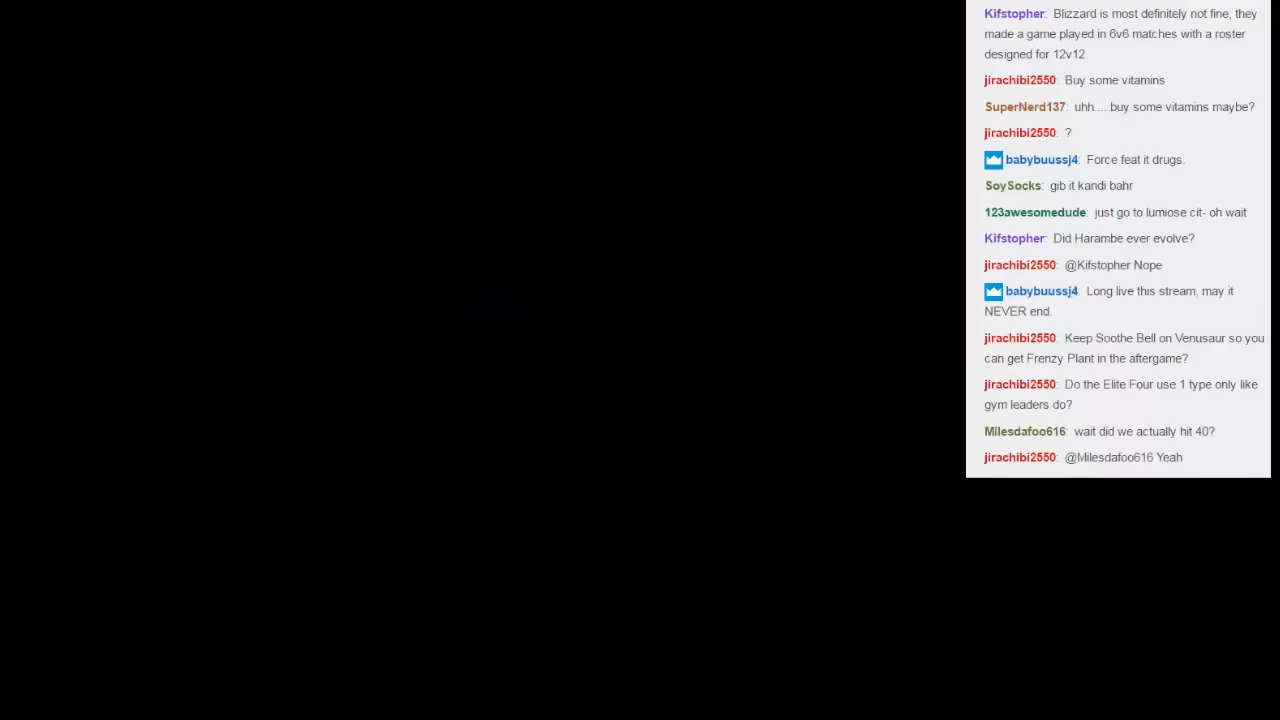 Kifstopher: Blizzard is most definitely not fine, they
made a game played in 6v6 matches with a roster
designed for 12v12
jirachibi2550: Buy some vitamins
SuperNerd137: uhh.....buy some vitamins maybe?
jirachibi2550: ?
babybuussj4: Force feat it drugs.
SoySocks: gib it kandi bahr
123awesomedude: just go to lumiose cit- oh wait
Kifstopher: Did Harambe ever evolve?
jirachibi2550: @Kifstopher Nope
babybuussj4: Long live this stream, may it
NEVER end.
jirachibi2550: Keep Soothe Bell on Venusaur so you
can get Frenzy Plant in the aftergame?
jirachibi2550: Do the Elite Four use 1 type only like
gym leaders do?
Milesdafoo616: wait did we actually hit 40?
jirachibi2550: @Milesdafoo616 Yeah